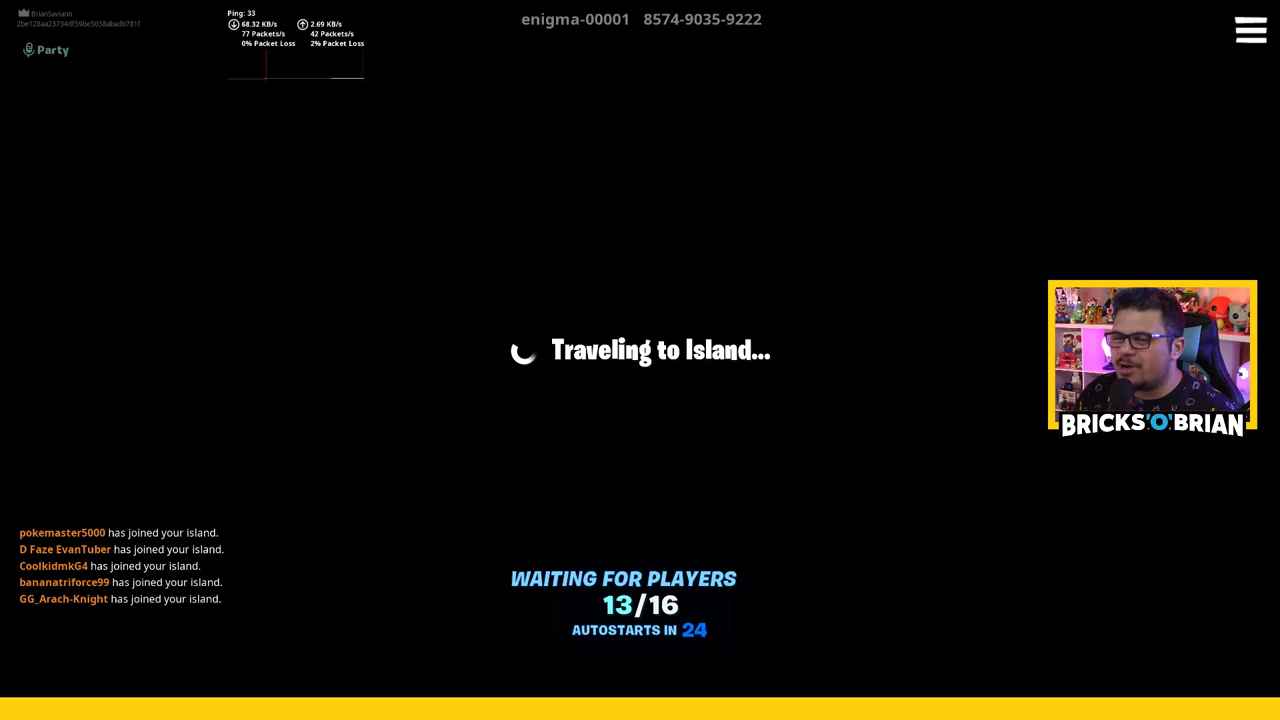 BrianSaviano
2be128aa23734df59be5058abadb781f
Party
Ping: 33
68.32 KB/s
77 Packets/s
0% Packet Loss
2.69 KB/s
42 Packets/s
2% Packet Loss
enigma-00001 8574-9035-9222
Traveling to Island...
BRICKS'O'BRIAN
pokemaster5000 has joined your island.
D Faze EvanTuber has joined your island.
CoolkidmkG4 has joined your island.
bananatriforce99 has joined your island.
GG_Arach-Knight has joined your island.
WAITING FOR PLAYERS
13/16
AUTOSTARTS IN 24